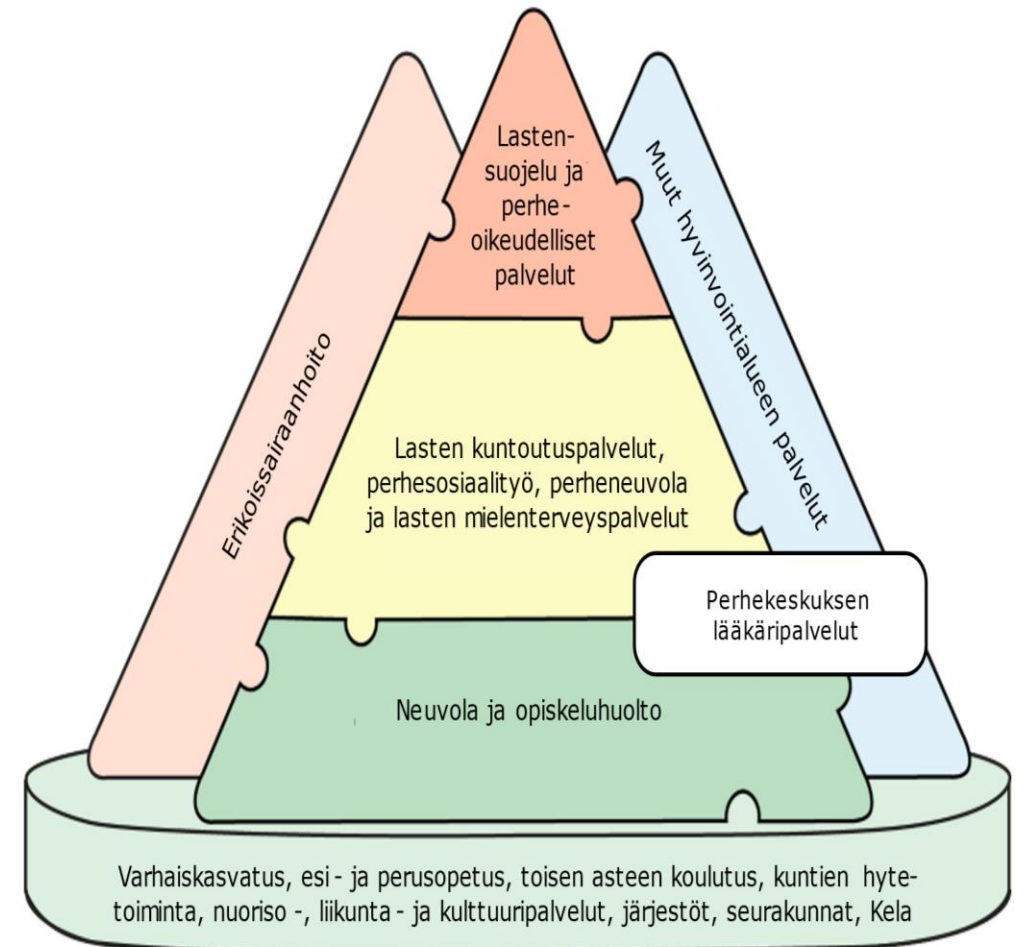 Lasten-
suojelu ja
perhe-
oikeudelliset
palvelut
Muut hyvinvointialueen palvelut
Erikoissairaanhoito
Lasten kuntoutuspalvelut,
perhesosiaalityö, perheneuvola
ja lasten mielenterveyspalvelut
Perhekeskuksen
lääkäripalvelut
Neuvola ja opiskeluhuolto
Varhaiskasvatus, esi- ja perusopetus, toisen asteen koulutus, kuntien hyte-
toiminta, nuoriso-, liikunta- ja kulttuuripalvelut, järjestöt, seurakunnat, Kela